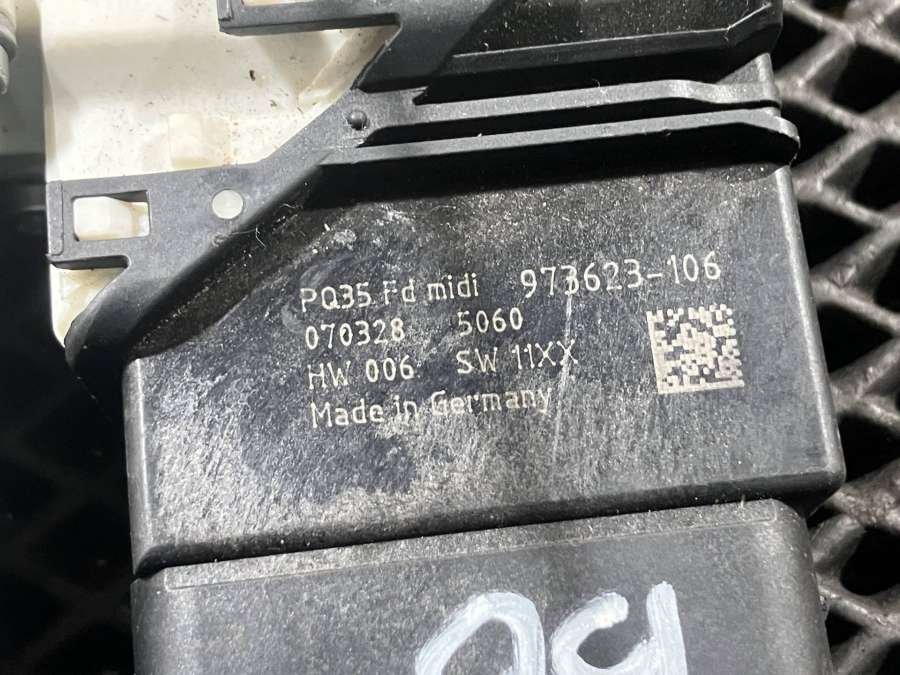 PQ35 Fd midi 973623-106
070328 5060
HW 006 SW 11XX
Made in Germany